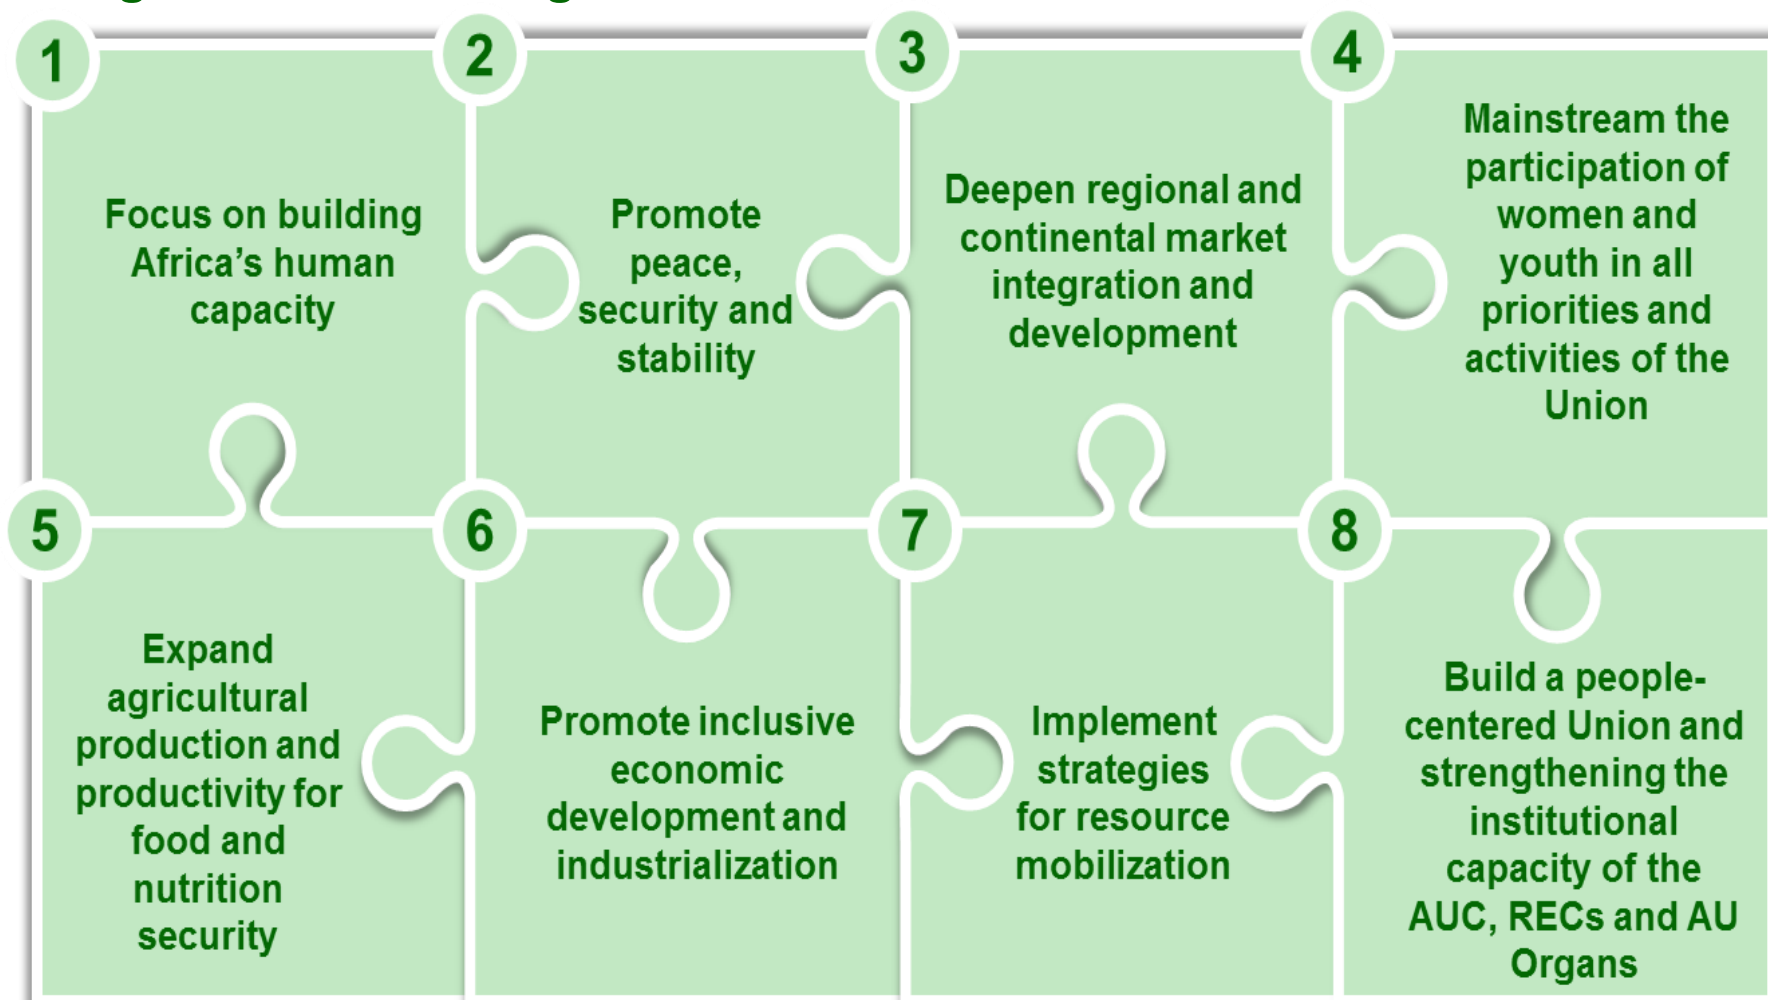 1
Focus on building
Africa's human
capacity
2
Promote
peace,
security and
stability
3
Deepen regional and
continental market
integration and
development
4
Mainstream the
participation of
women and
youth in all
priorities and
activities of the
Union
5
Expand
agricultural
production and
productivity for
food and
nutrition
security
6
Promote inclusive
economic
development and
industrialization
7
Implement
strategies
for resource
mobilization
8
Build a people-
centered Union and
strengthening the
institutional
capacity of the
AUC, RECs and AU
Organs